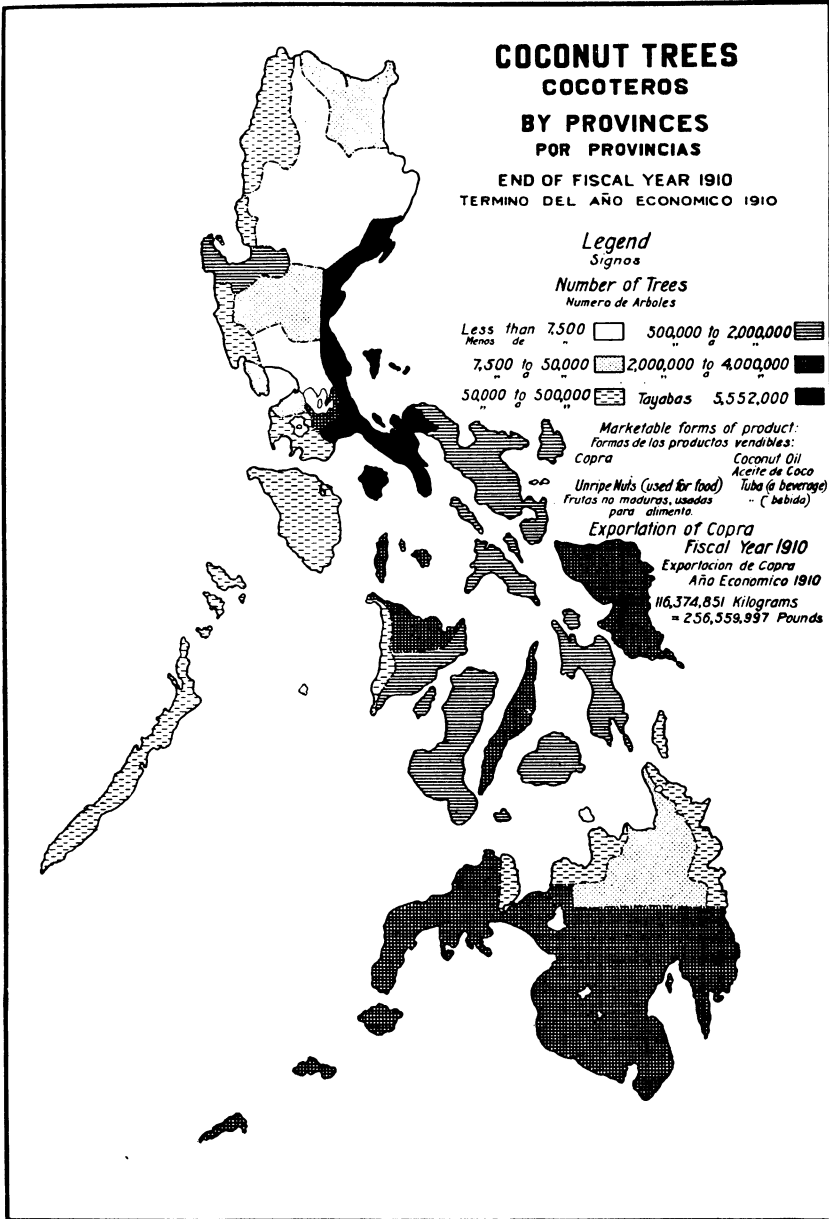 COCONUT TREES
COCOTEROS
BY PROVINCES
POR PROVINCIAS
END OF FISCAL YEAR 1910
TERMINO DEL AÑO ECONOMICO 1910
Legend
Signos
Number of Trees
Numero de Arboles
Less than 7,500
Menos de "
500,000 to 2,000,000
" a "
7,500 to 50,000
" a "
2,000,000 to 4,000,000
" a "
50,000 to 500,000
" a "
Tayabas 5,552,000
Marketable forms of product:
Formas de los productos vendibles:
Copra
Coconut Oil
Aceite de Coco
Unripe Nuts (used for food)
Tuba (a beverage)
Frutas no maduras, usadas
para alimento.
" ( bebida)
Exportation of Copra
Fiscal Year 1910
Exportacion de Copra
Año Economico 1910
116,374,851 Kilograms
= 256,559,997 Pounds